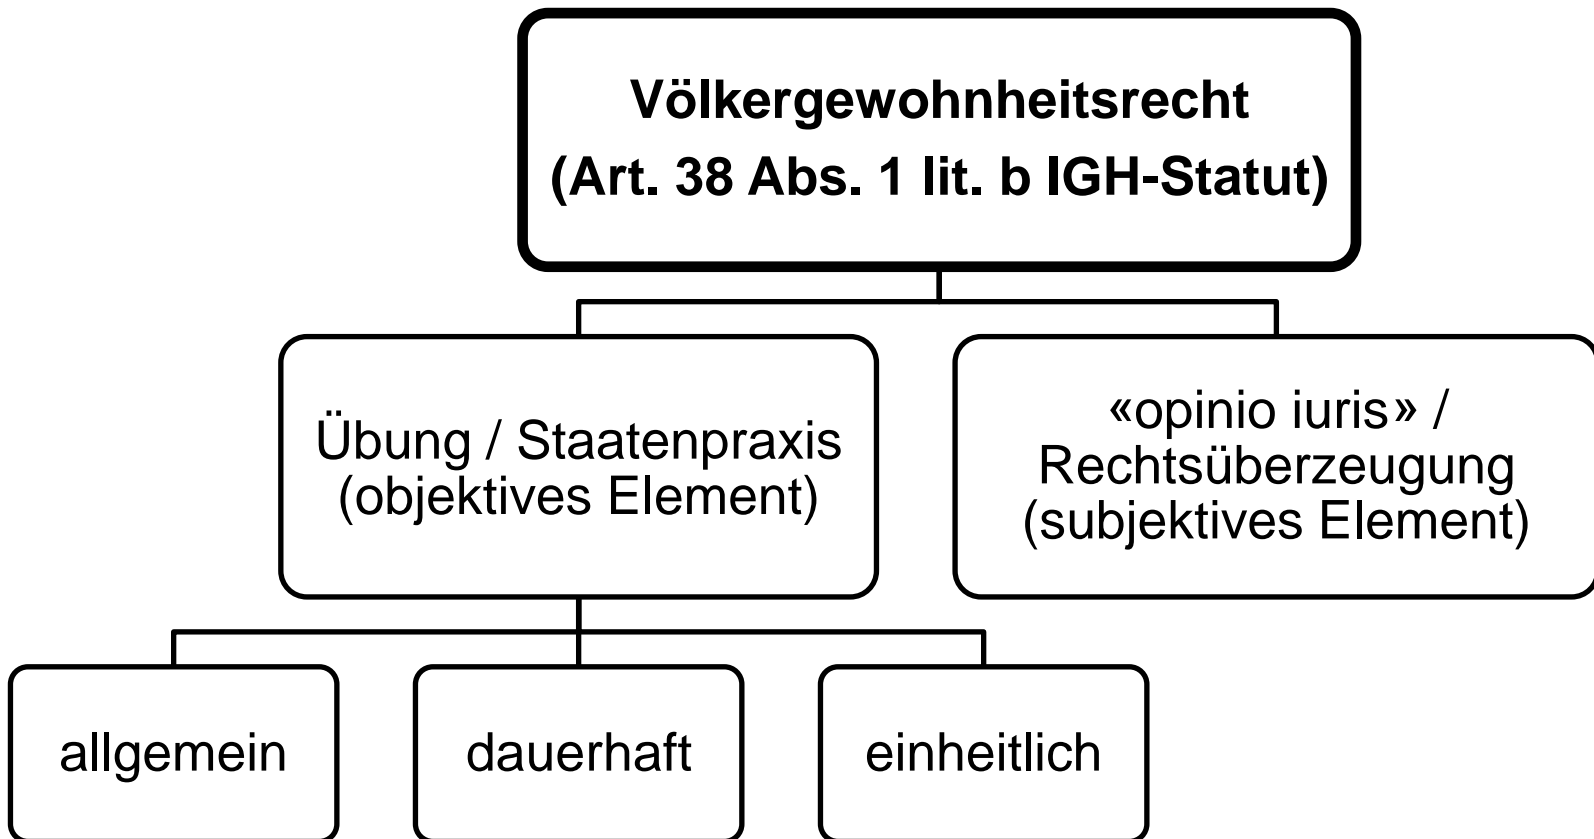 Völkergewohnheitsrecht
(Art. 38 Abs. 1 lit. b IGH-Statut)
Übung / Staatenpraxis
(objektives Element)
«opinio iuris» /
Rechtsüberzeugung
(subjektives Element)
allgemein
dauerhaft
einheitlich